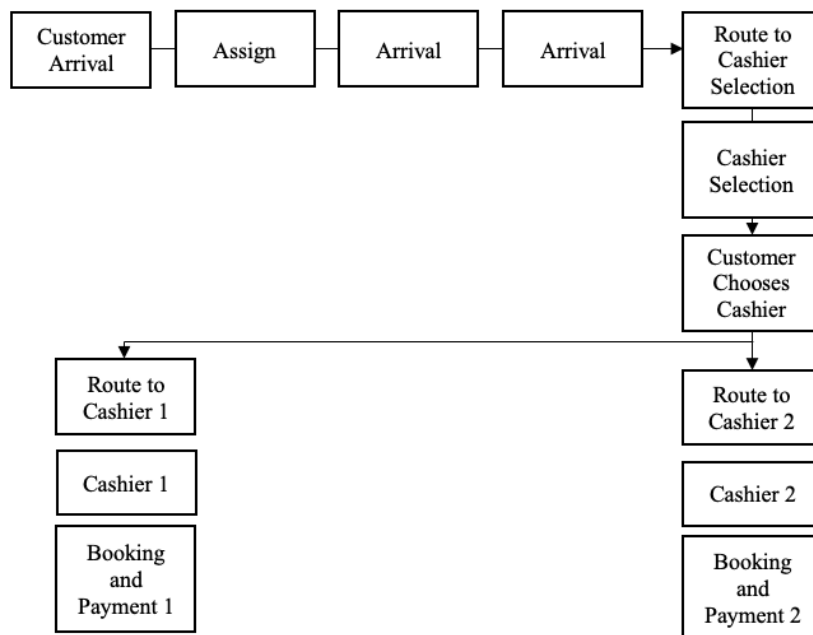 Customer
Arrival
Assign
Arrival
Arrival
Route to
Cashier
Selection
Cashier
Selection
Customer
Chooses
Cashier
Route to
Cashier 1
Route to
Cashier 2
Cashier 1
Cashier 2
Booking
and
Payment 1
Booking
and
Payment 2